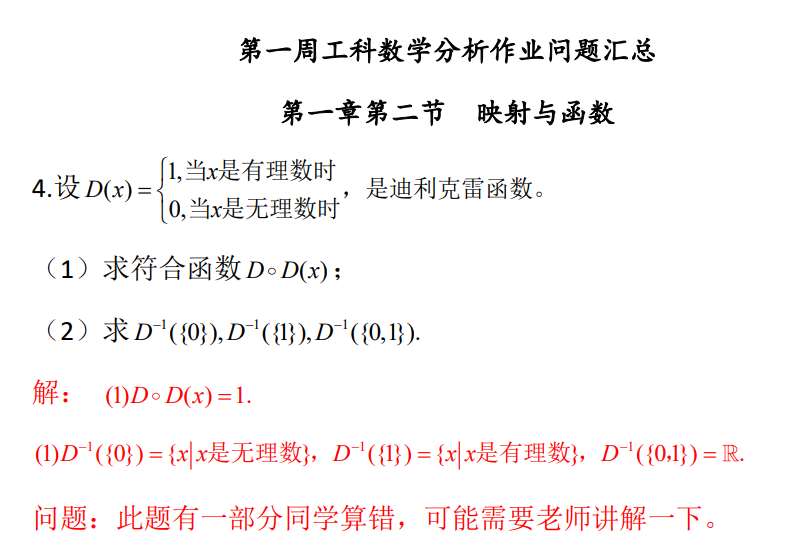 第一周工科数学分析作业问题汇总
第一章第二节 映射与函数
4.设 D(x) = {1,当x是有理数时
0,当x是无理数时 ,是迪利克雷函数。
（1）求符合函数 D∘D(x)；
（2）求 D⁻¹({0}), D⁻¹({1}), D⁻¹({0,1}).
解： (1)D∘D(x) = 1.
(1)D⁻¹({0}) = {x|x是无理数}，D⁻¹({1}) = {x|x是有理数}，D⁻¹({0,1}) = ℝ.
问题：此题有一部分同学算错，可能需要老师讲解一下。